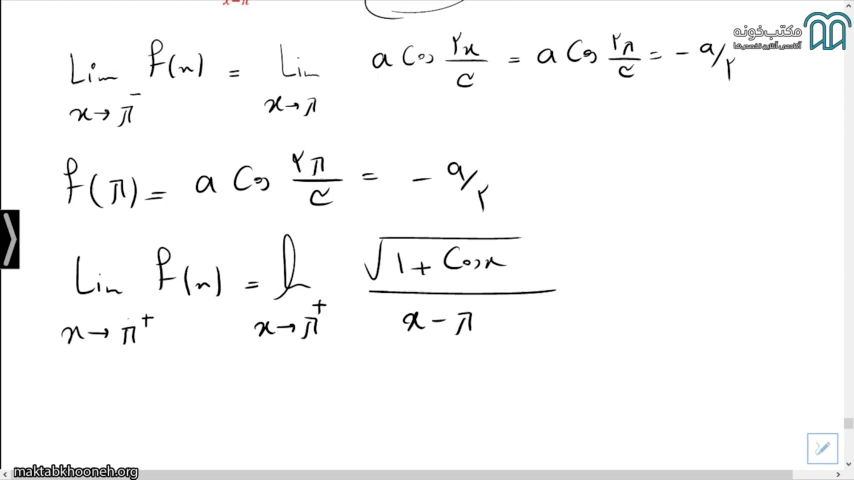 x→π
مکتب‌خونه
Lim x→π⁻ f(x) = Lim x→π a Cos ۲x/۳ = a Cos ۲π/۳ = - a/۲
f(π) = a Cos ۲π/۳ = - a/۲
Lim x→π⁺ f(x) = lim x→π⁺ √(1 + Cosx) / (x - π)
maktabkhooneh.org